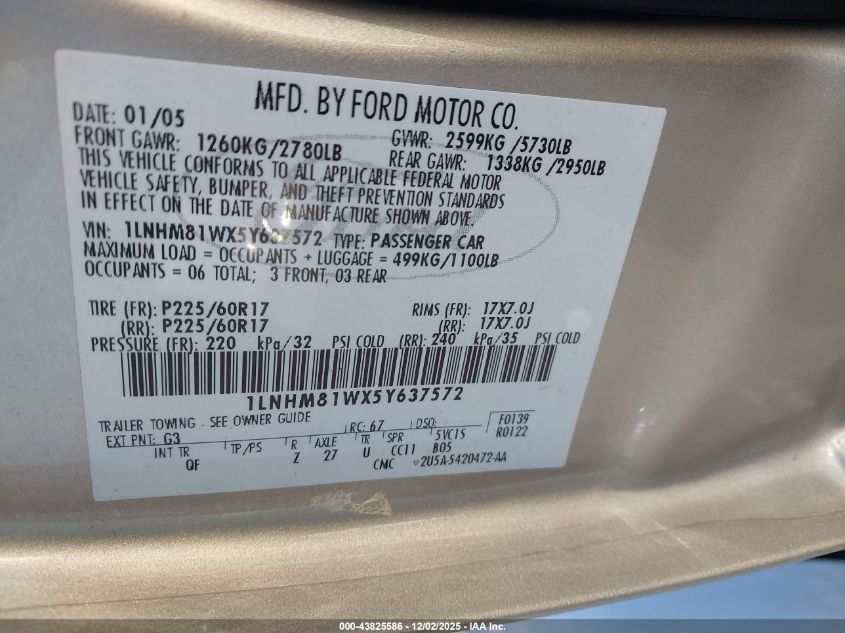 MFD. BY FORD MOTOR CO.
DATE: 01/05
FRONT GAWR: 1260KG/2780LB
GVWR: 2599KG /5730LB
REAR GAWR: 1338KG /2950LB
THIS VEHICLE CONFORMS TO ALL APPLICABLE FEDERAL MOTOR
VEHICLE SAFETY, BUMPER, AND THEFT PREVENTION STANDARDS
IN EFFECT ON THE DATE OF MANUFACTURE SHOWN ABOVE.
VIN: 1LNHM81WX5Y637572 TYPE: PASSENGER CAR
MAXIMUM LOAD = OCCUPANTS + LUGGAGE = 499KG/1100LB
OCCUPANTS = 06 TOTAL; 3 FRONT, 03 REAR
TIRE (FR): P225/60R17 RIMS (FR): 17X7.0J
(RR): P225/60R17 (RR): 17X7.0J
PRESSURE (FR): 220 kPa/32 PSI COLD (RR): 240 kPa/35 PSI COLD
1LNHM81WX5Y637572
TRAILER TOWING - SEE OWNER GUIDE
EXT PNT: G3 RC: 67 DSO: F0139
R0122
INT TR TP/PS R AXLE TR SPR 5VC15
QF Z 27 U CC11 B05
CMC 2U5A-5420472-AA
000-43825586 - 12/02/2025 - IAA Inc.